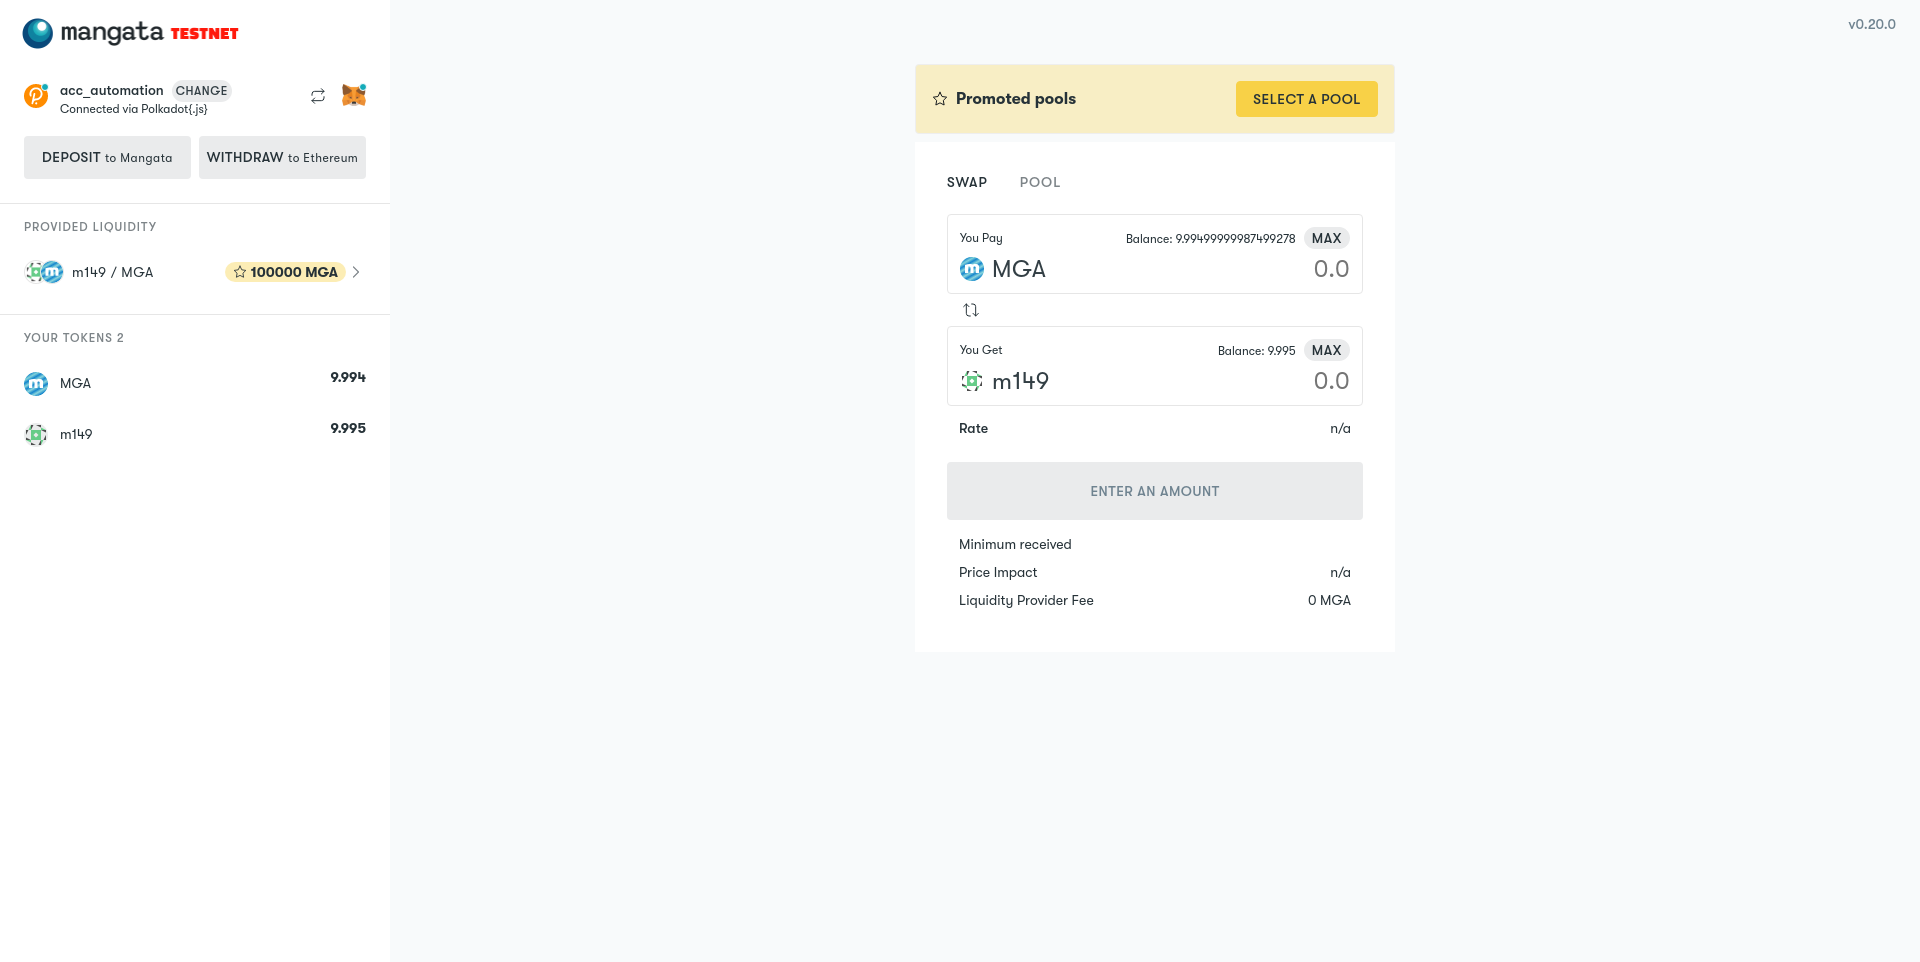 mangata TESTNET
v0.20.0
acc_automation CHANGE
Connected via Polkadot{.js}
DEPOSIT to Mangata
WITHDRAW to Ethereum
PROVIDED LIQUIDITY
m149 / MGA
100000 MGA
YOUR TOKENS 2
MGA
9.994
m149
9.995
Promoted pools
SELECT A POOL
SWAP
POOL
You Pay
Balance: 9.99499999987499278
MAX
MGA
0.0
You Get
Balance: 9.995
MAX
m149
0.0
Rate
n/a
ENTER AN AMOUNT
Minimum received
Price Impact
n/a
Liquidity Provider Fee
0 MGA